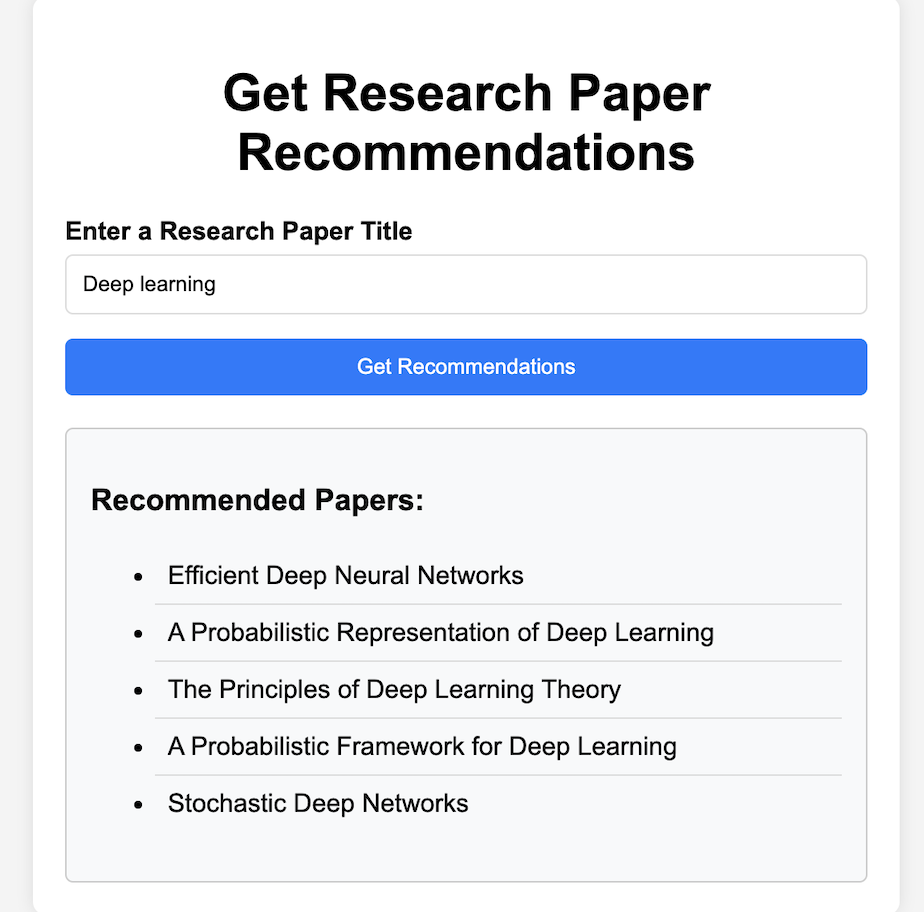 Get Research Paper
Recommendations
Enter a Research Paper Title
Deep learning
Get Recommendations
Recommended Papers:
• Efficient Deep Neural Networks
• A Probabilistic Representation of Deep Learning
• The Principles of Deep Learning Theory
• A Probabilistic Framework for Deep Learning
• Stochastic Deep Networks